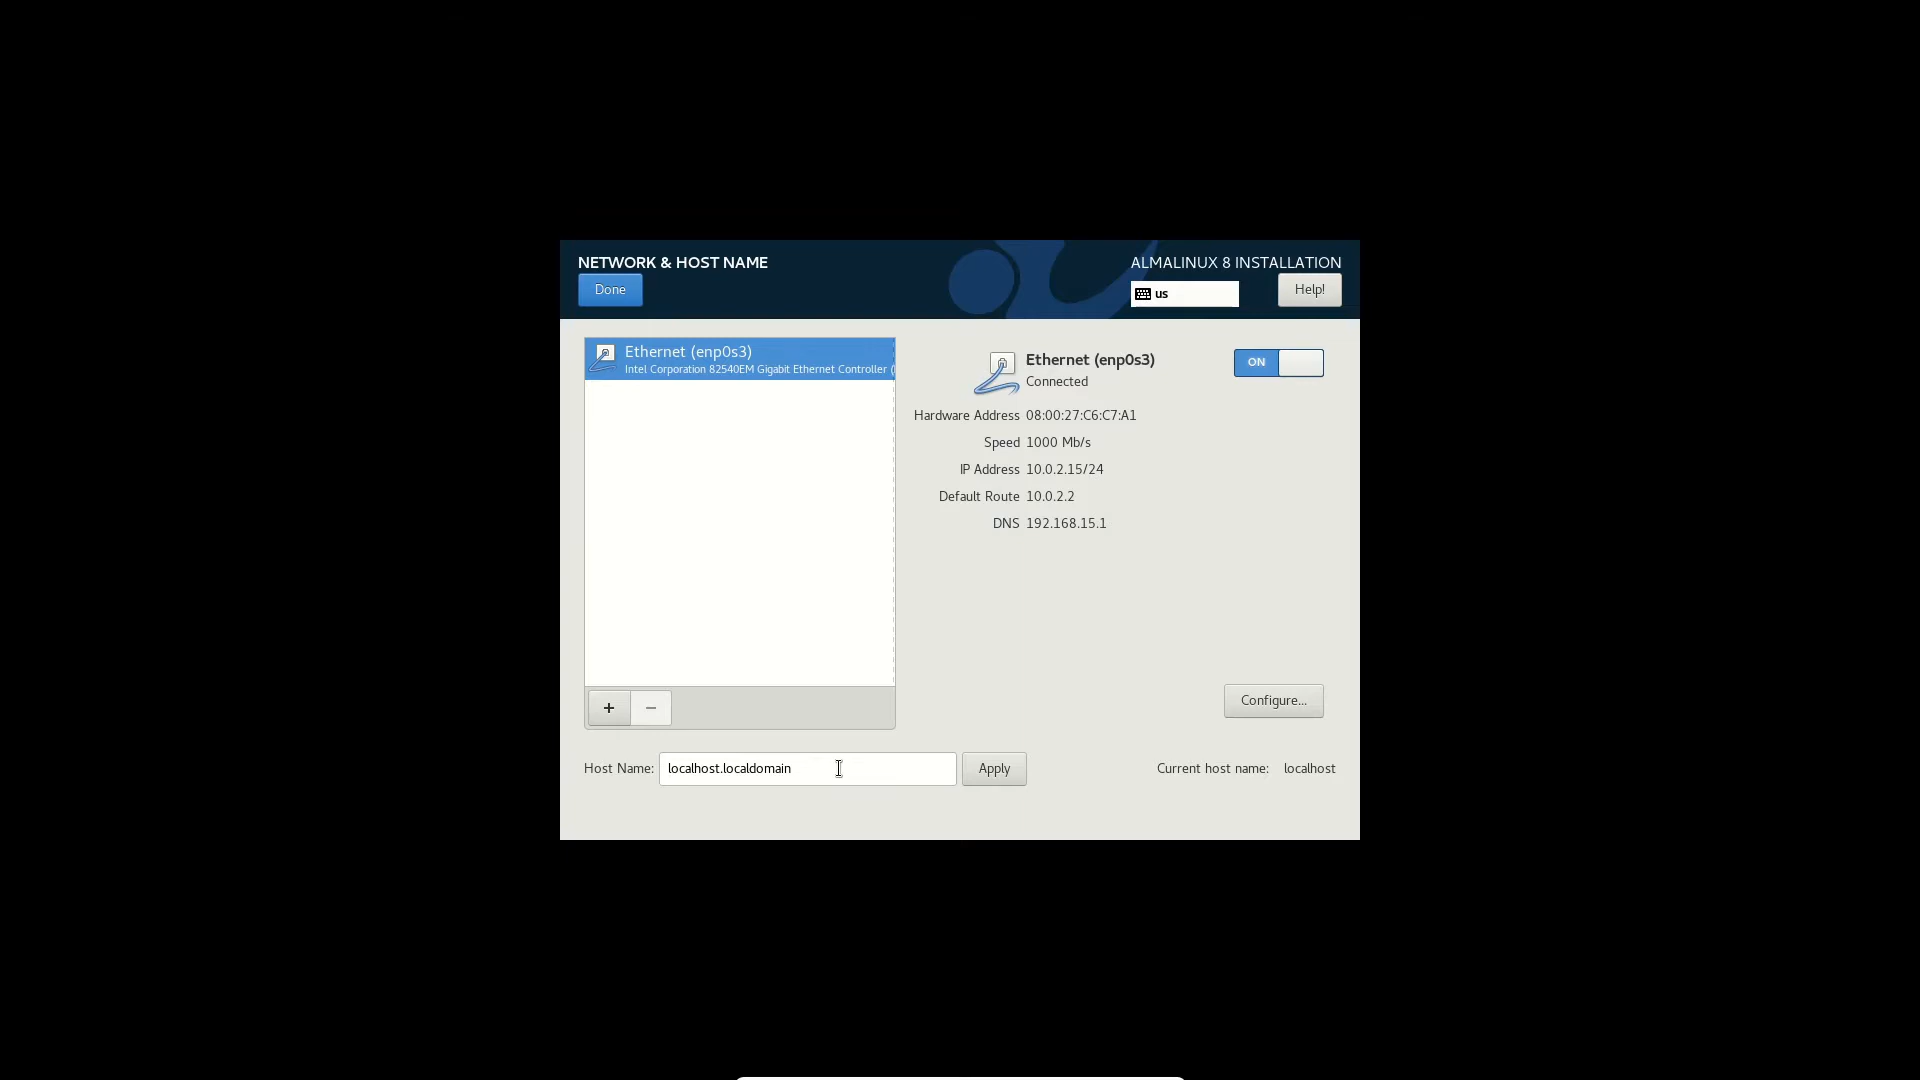 NETWORK & HOST NAME
ALMALINUX 8 INSTALLATION
Done
us
Help!
Ethernet (enp0s3)
Intel Corporation 82540EM Gigabit Ethernet Controller (
Ethernet (enp0s3)
Connected
ON
Hardware Address 08:00:27:C6:C7:A1
Speed 1000 Mb/s
IP Address 10.0.2.15/24
Default Route 10.0.2.2
DNS 192.168.15.1
+ −
Configure...
Host Name: localhost.localdomain Apply Current host name: localhost